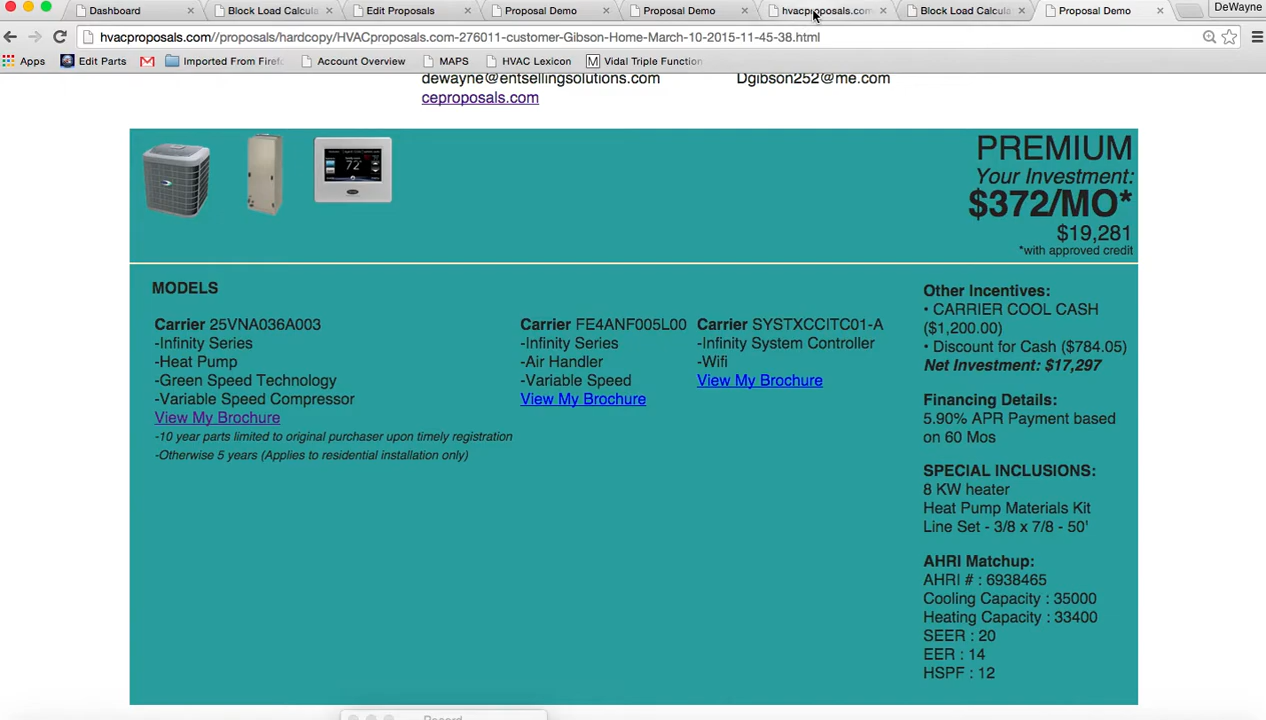 Dashboard
Block Load Calcula
Edit Proposals
Proposal Demo
Proposal Demo
hvacproposals.com
Block Load Calcula
Proposal Demo
DeWayne
hvacproposals.com//proposals/hardcopy/HVACproposals.com-276011-customer-Gibson-Home-March-10-2015-11-45-38.html
Apps
Edit Parts
Imported From Firef
Account Overview
MAPS
HVAC Lexicon
M Vidal Triple Function
dewayne@entsellingsolutions.com
Dgibson252@me.com
ceproposals.com
PREMIUM
Your Investment:
$372/MO*
$19,281
*with approved credit
72°
MODELS
Carrier 25VNA036A003
-Infinity Series
-Heat Pump
-Green Speed Technology
-Variable Speed Compressor
View My Brochure
-10 year parts limited to original purchaser upon timely registration
-Otherwise 5 years (Applies to residential installation only)
Carrier FE4ANF005L00
-Infinity Series
-Air Handler
-Variable Speed
View My Brochure
Carrier SYSTXCCITC01-A
-Infinity System Controller
-Wifi
View My Brochure
Other Incentives:
• CARRIER COOL CASH
($1,200.00)
• Discount for Cash ($784.05)
Net Investment: $17,297
Financing Details:
5.90% APR Payment based
on 60 Mos
SPECIAL INCLUSIONS:
8 KW heater
Heat Pump Materials Kit
Line Set - 3/8 x 7/8 - 50'
AHRI Matchup:
AHRI # : 6938465
Cooling Capacity : 35000
Heating Capacity : 33400
SEER : 20
EER : 14
HSPF : 12
Record